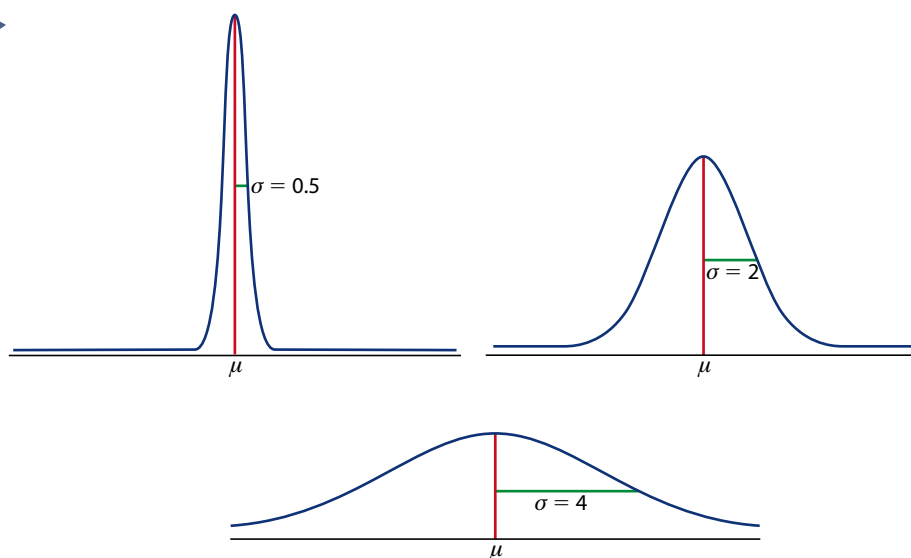 σ = 0.5
μ
σ = 2
μ
σ = 4
μ